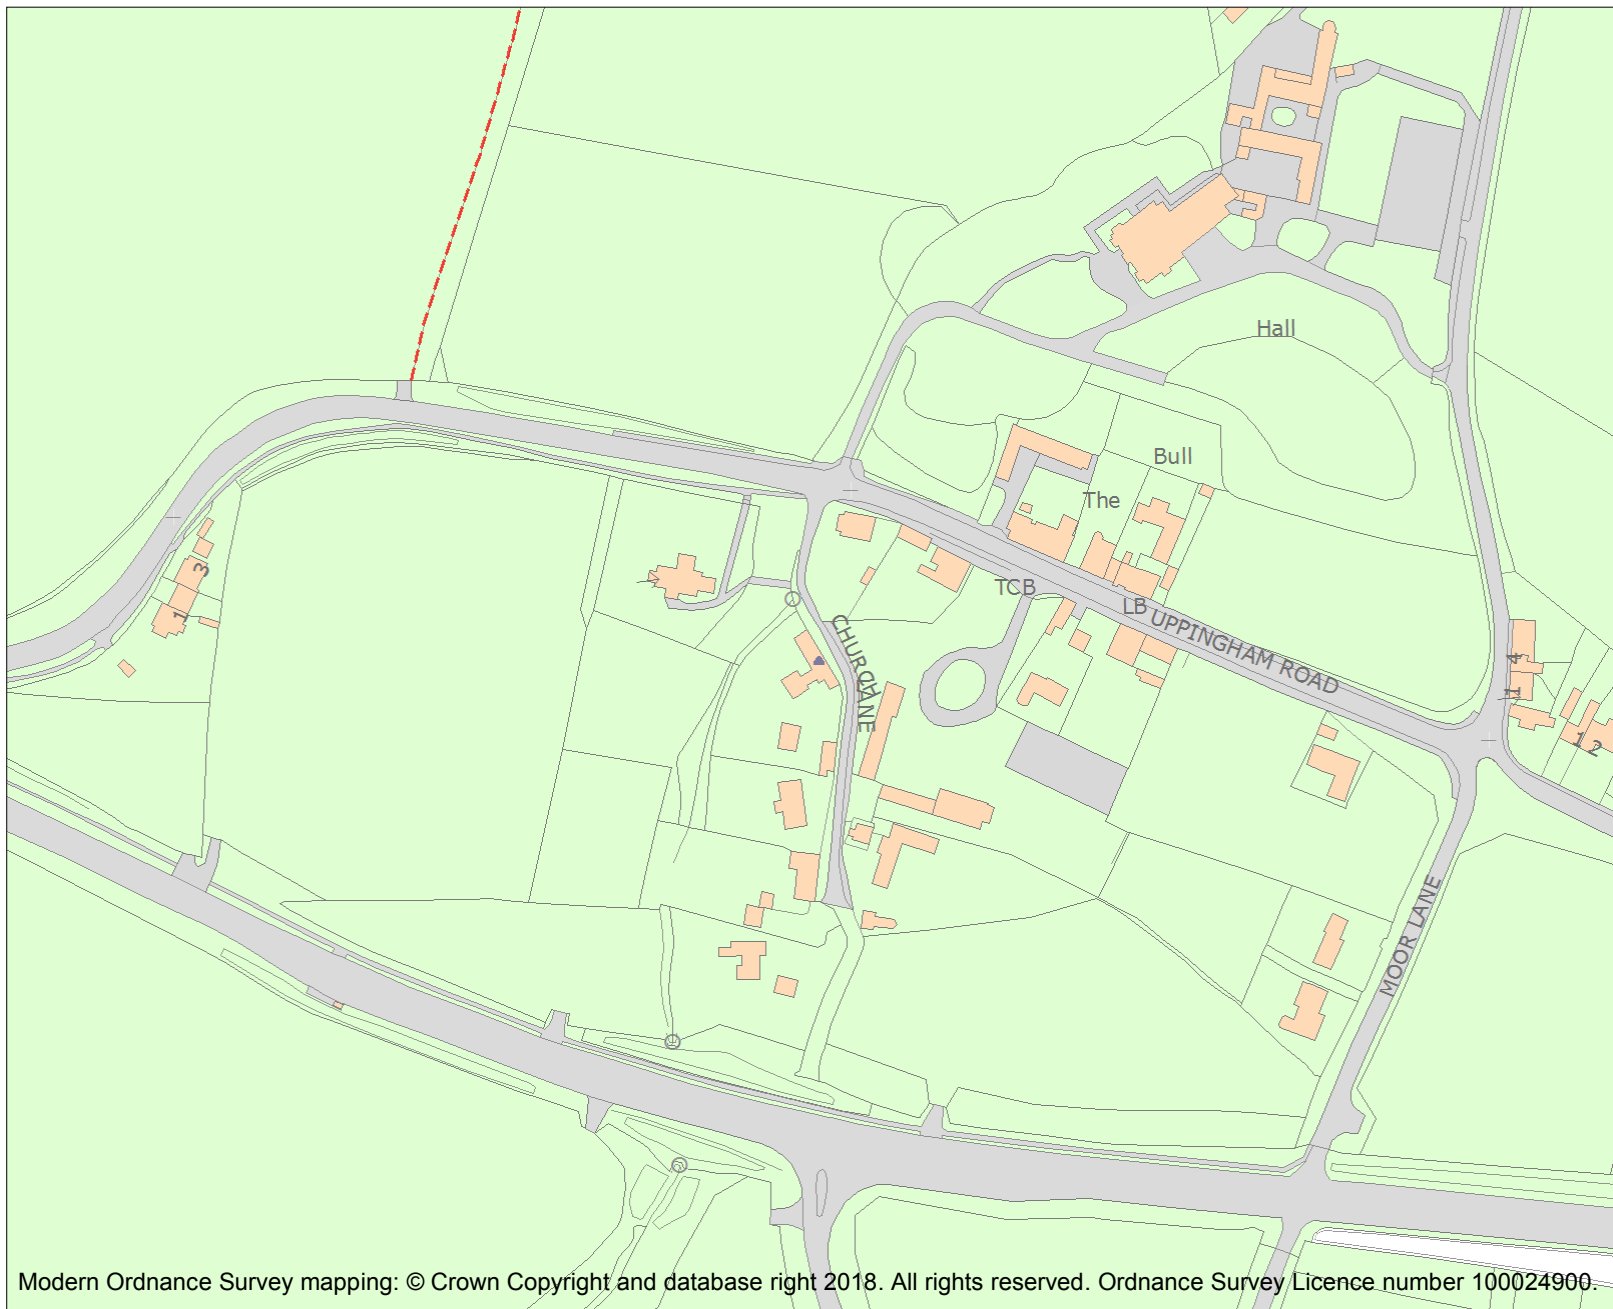 Hall
Bull
The
3
1
TCB
LB
UPPINGHAM ROAD
CHURCH
LANE
4
1
1 2
MOOR LANE
Modern Ordnance Survey mapping: © Crown Copyright and database right 2018. All rights reserved. Ordnance Survey Licence number 100024900.